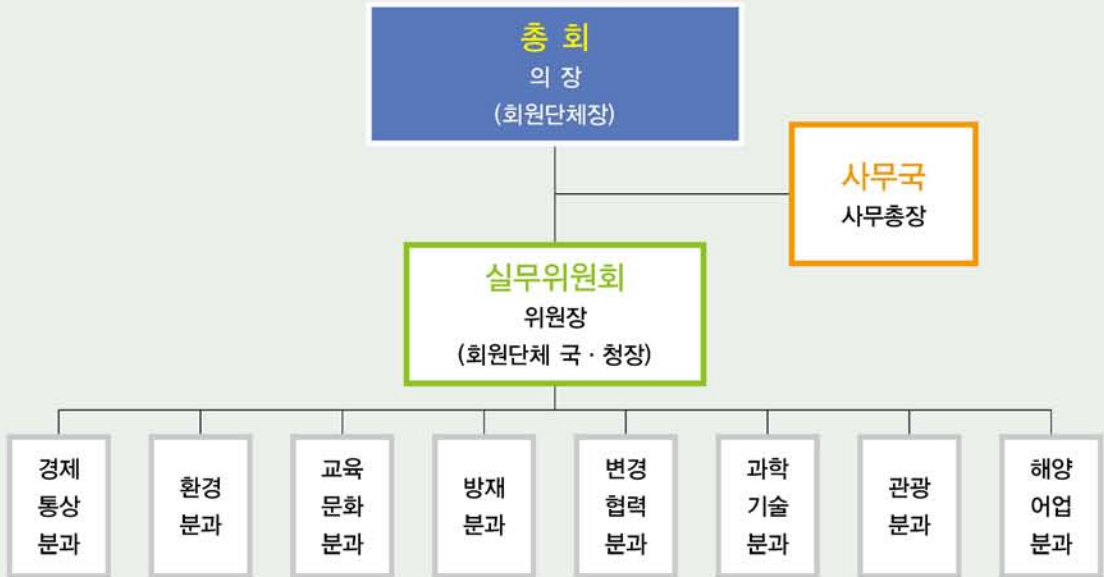 총 회
의 장
(회원단체장)
사무국
사무총장
실무위원회
위원장
(회원단체 국·청장)
경제
통상
분과
환경
분과
교육
문화
분과
방재
분과
변경
협력
분과
과학
기술
분과
관광
분과
해양
어업
분과